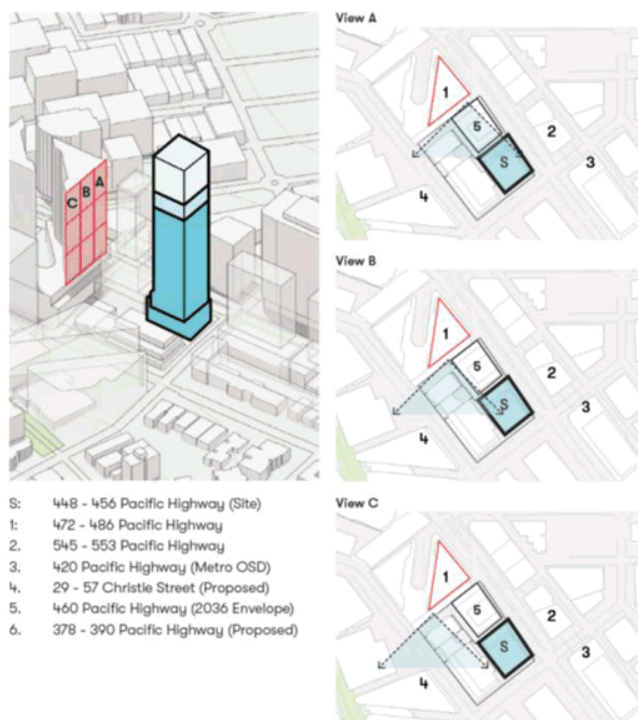 View A
1
5
2
S
3
4
A
B
C
View B
1
5
2
S
3
4
View C
1
5
2
S
3
4
S: 448 - 456 Pacific Highway (Site)
1: 472 - 486 Pacific Highway
2. 545 - 553 Pacific Highway
3. 420 Pacific Highway (Metro OSD)
4. 29 - 57 Christie Street (Proposed)
5. 460 Pacific Highway (2036 Envelope)
6. 378 - 390 Pacific Highway (Proposed)